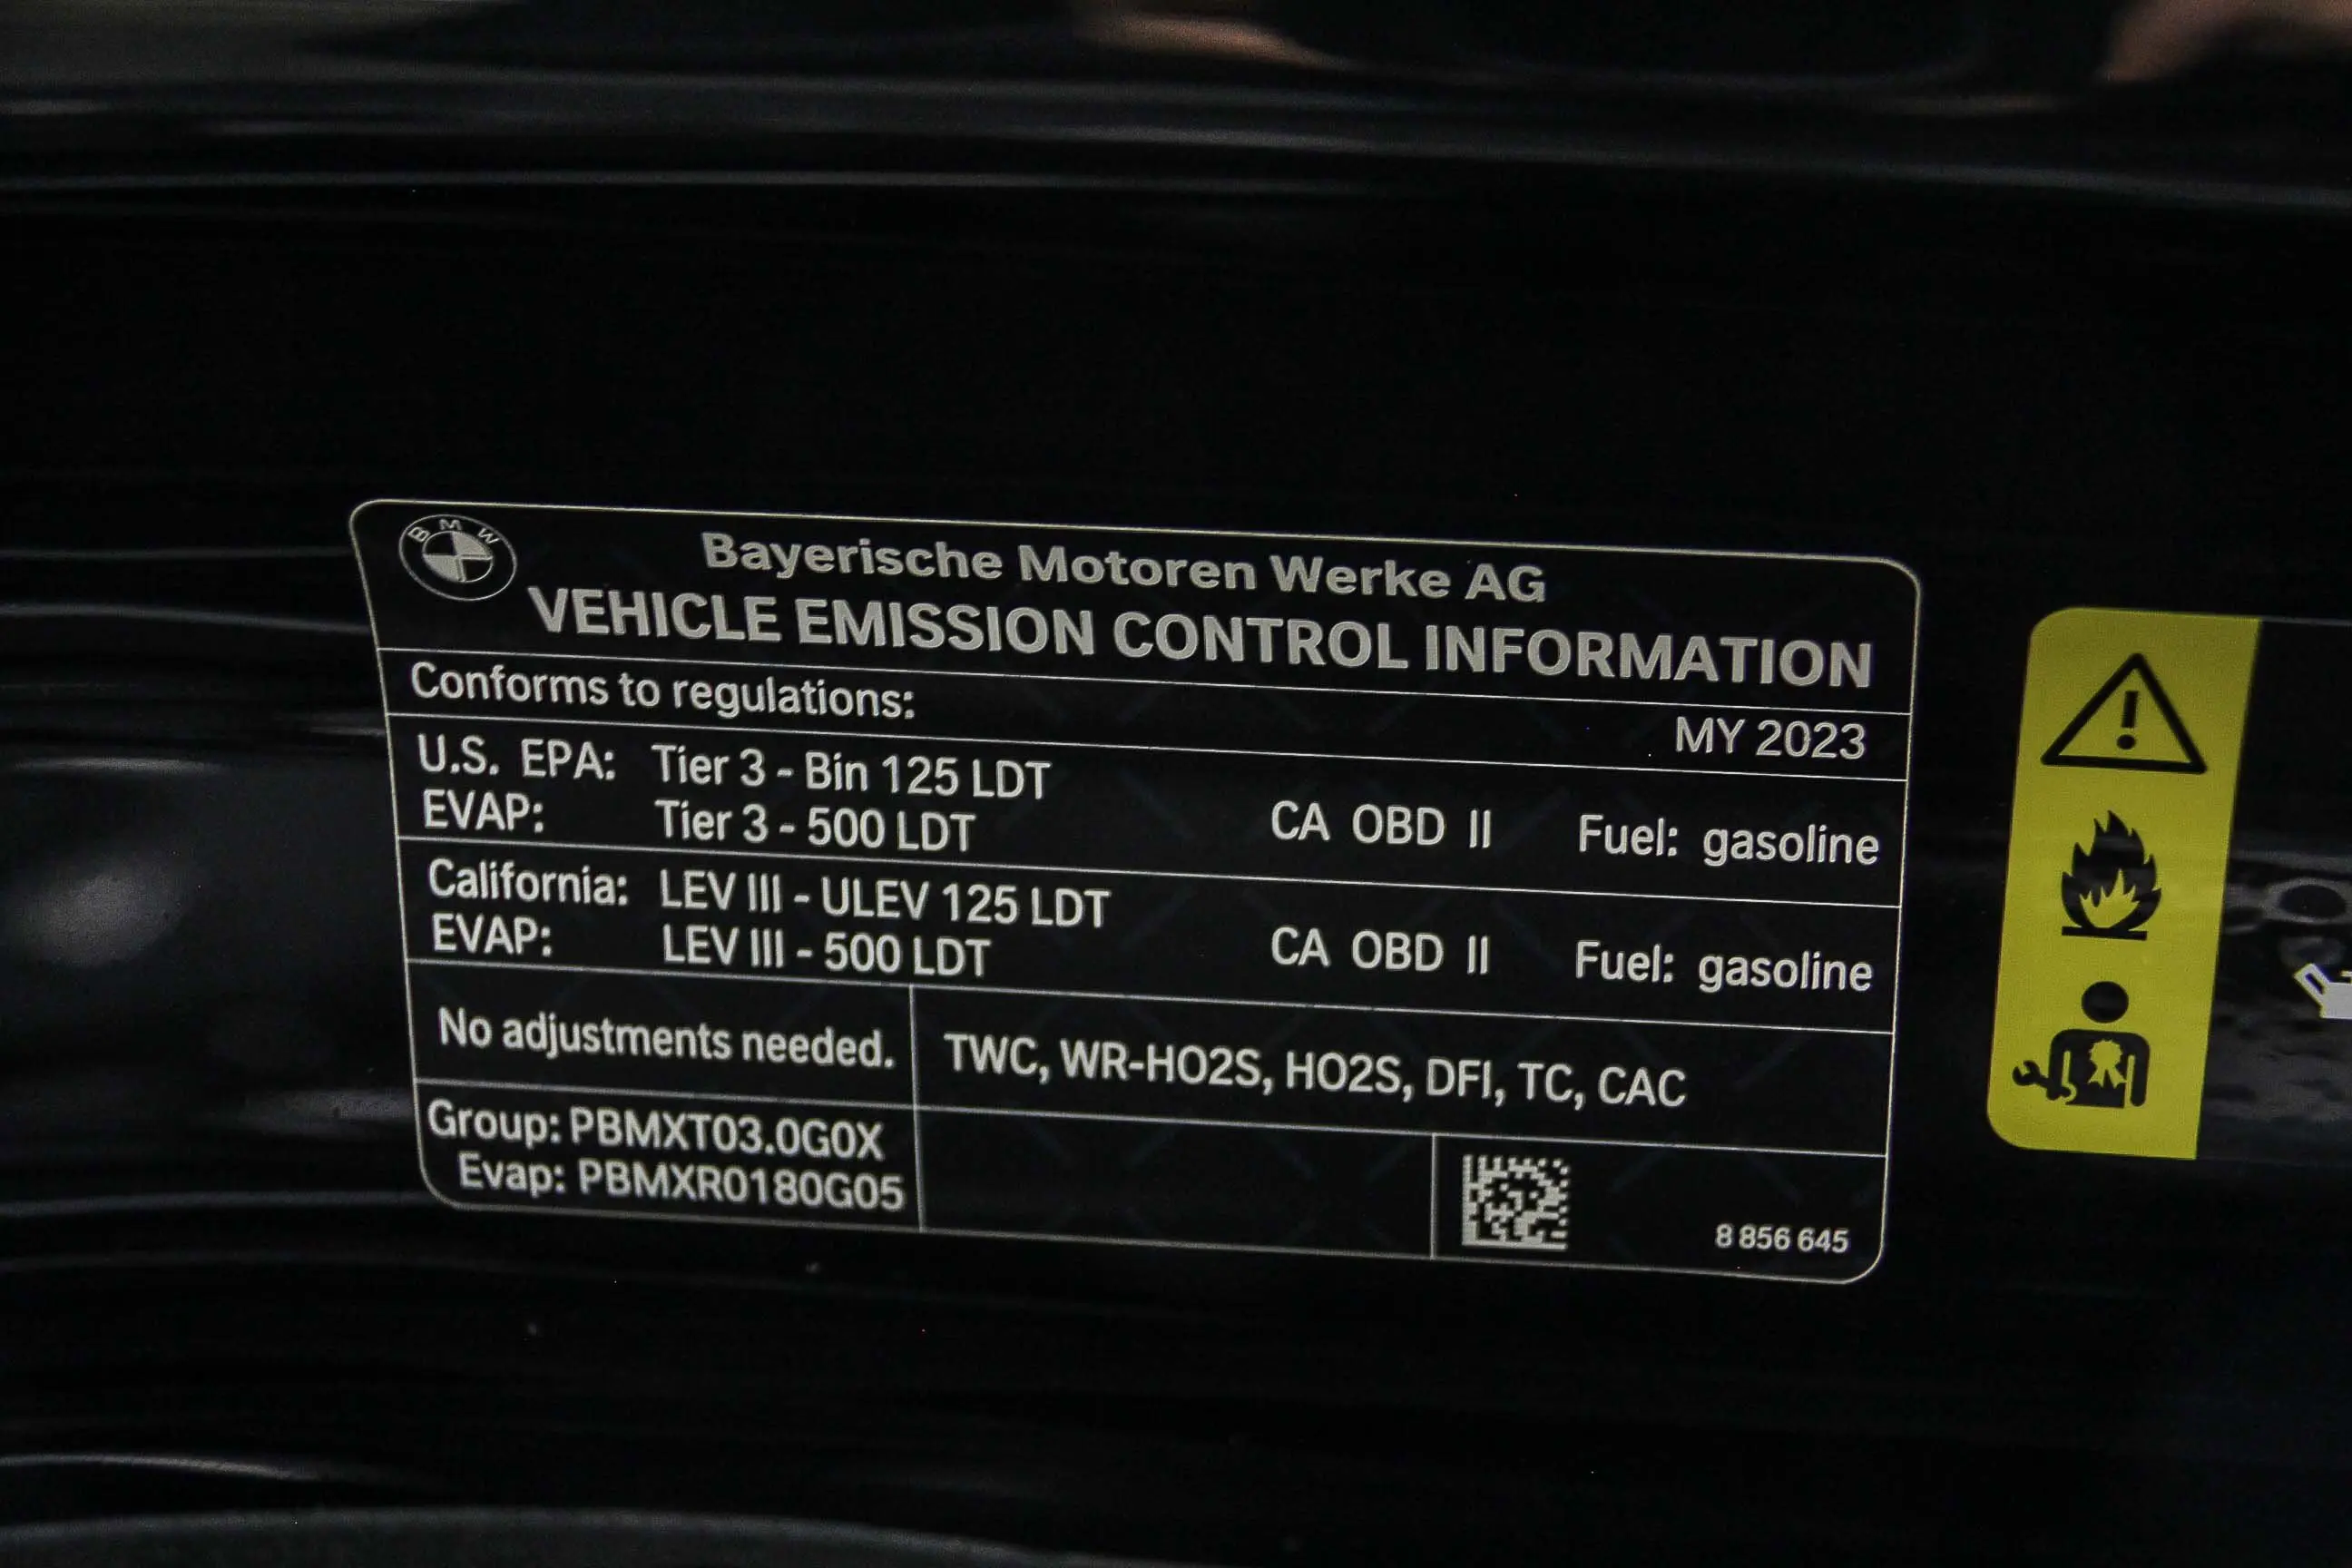 BMW
Bayerische Motoren Werke AG
VEHICLE EMISSION CONTROL INFORMATION
Conforms to regulations:
MY 2023
U.S. EPA: Tier 3 - Bin 125 LDT
EVAP: Tier 3 - 500 LDT
CA OBD II Fuel: gasoline
California: LEV III - ULEV 125 LDT
EVAP: LEV III - 500 LDT
CA OBD II Fuel: gasoline
No adjustments needed.
TWC, WR-HO2S, HO2S, DFI, TC, CAC
Group: PBMXT03.0G0X
Evap: PBMXR0180G05
8 856 645